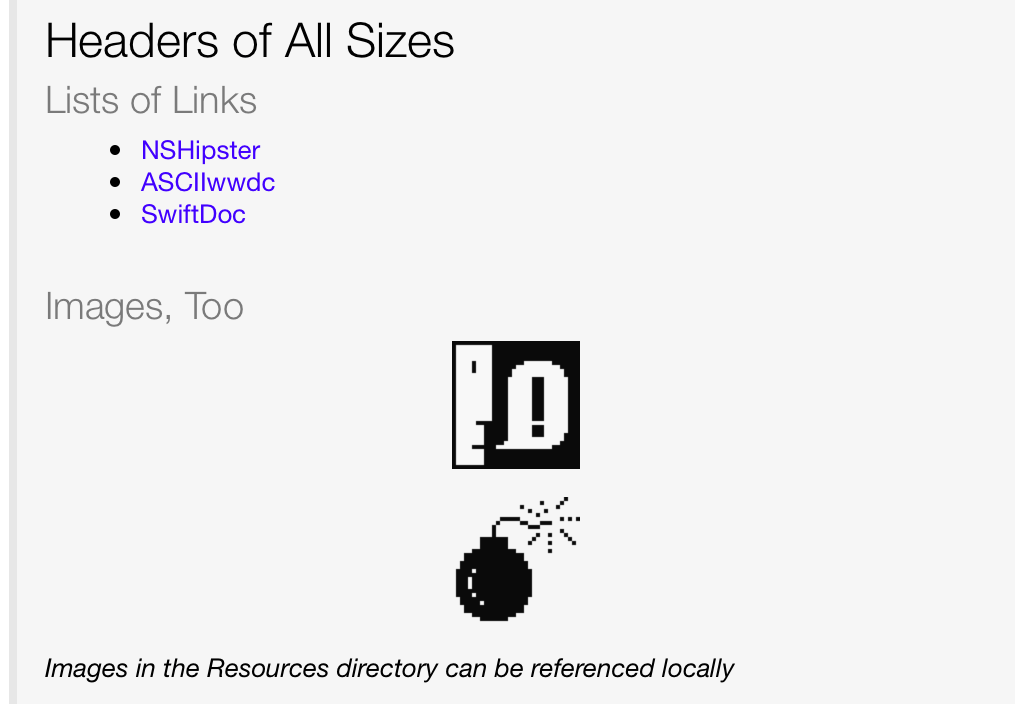 Headers of All Sizes
Lists of Links
NSHipster
ASCIIwwdc
SwiftDoc
Images, Too
!
Images in the Resources directory can be referenced locally